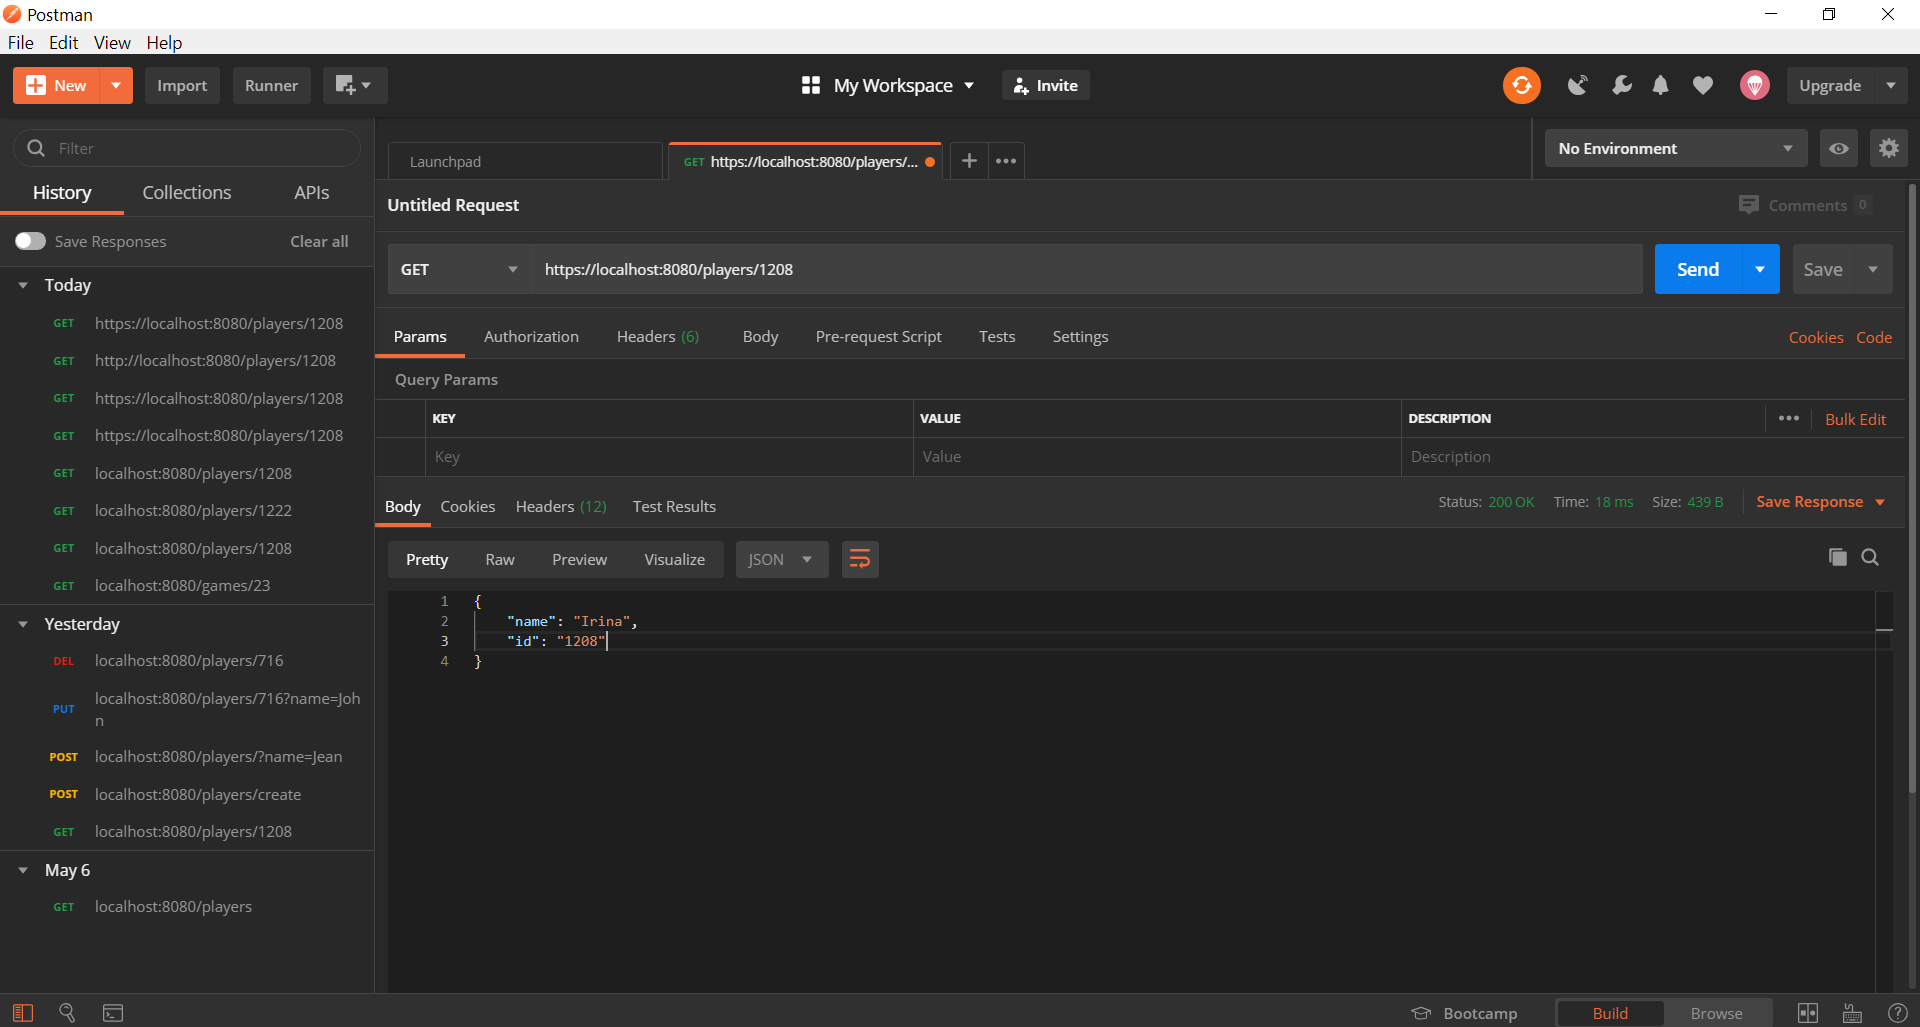 Postman
File Edit View Help
New Import Runner My Workspace Invite Upgrade
Filter
History Collections APIs
Save Responses Clear all
Today
GET https://localhost:8080/players/1208
GET http://localhost:8080/players/1208
GET https://localhost:8080/players/1208
GET https://localhost:8080/players/1208
GET localhost:8080/players/1208
GET localhost:8080/players/1222
GET localhost:8080/players/1208
GET localhost:8080/games/23
Yesterday
DEL localhost:8080/players/716
PUT localhost:8080/players/716?name=Joh
n
POST localhost:8080/players/?name=Jean
POST localhost:8080/players/create
GET localhost:8080/players/1208
May 6
GET localhost:8080/players
Launchpad GET https://localhost:8080/players/... No Environment
Untitled Request Comments 0
GET https://localhost:8080/players/1208 Send Save
Params Authorization Headers (6) Body Pre-request Script Tests Settings Cookies Code
Query Params
KEY VALUE DESCRIPTION Bulk Edit
Key Value Description
Body Cookies Headers (12) Test Results Status: 200 OK Time: 18 ms Size: 439 B Save Response
Pretty Raw Preview Visualize JSON
1 {
2 "name": "Irina",
3 "id": "1208"
4 }
Bootcamp Build Browse